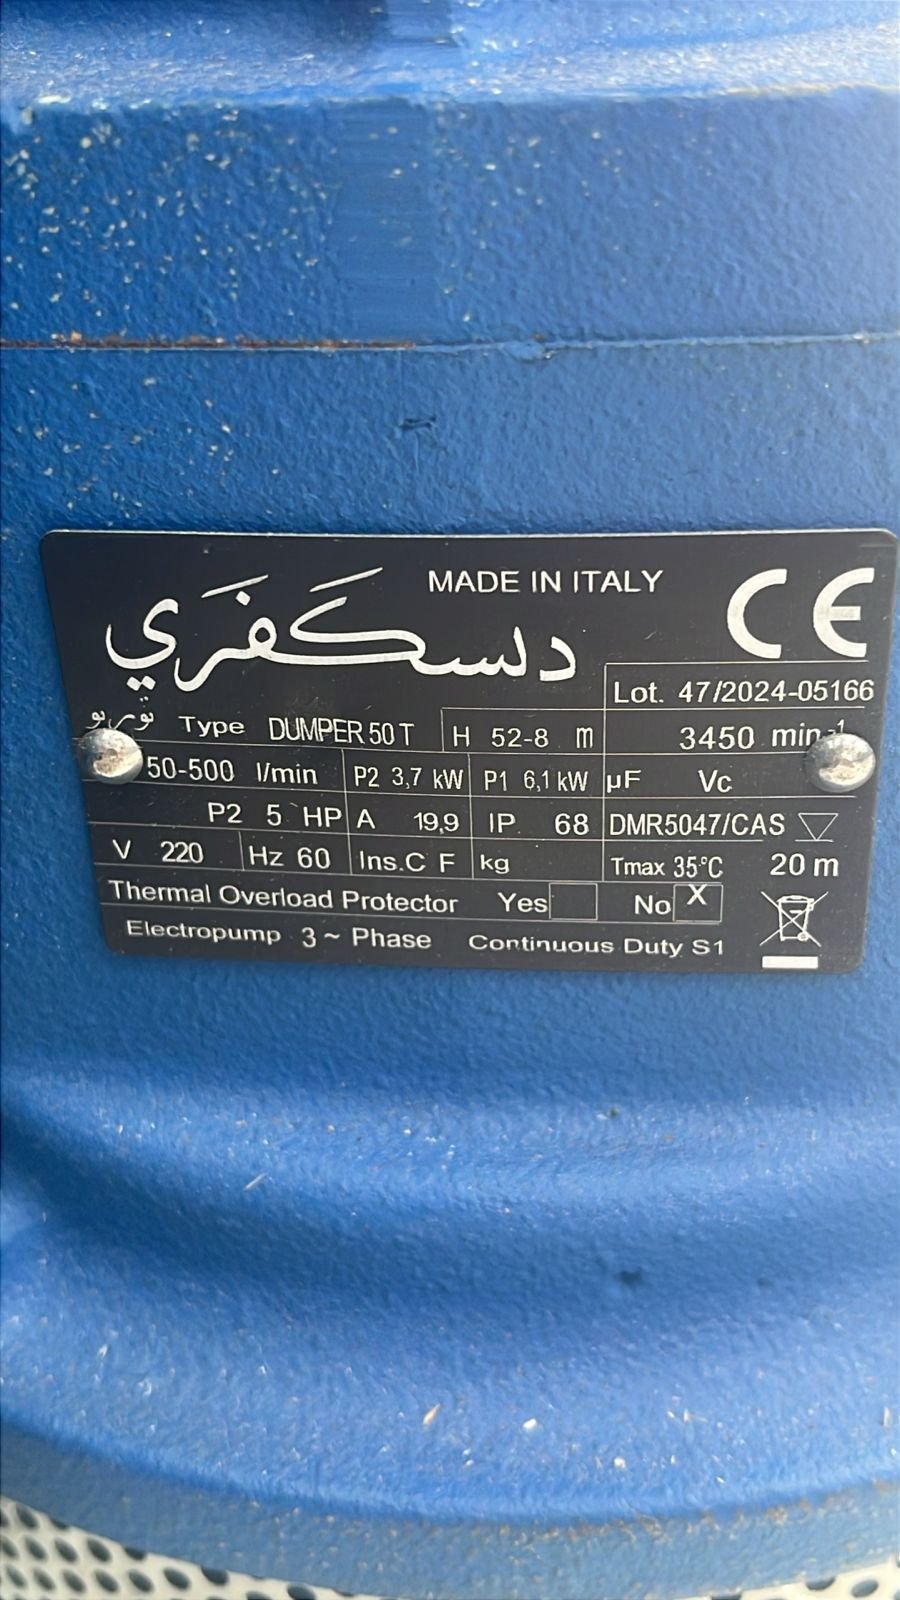 MADE IN ITALY
CE
دلسكَفَري
Lot. 47/2024-05166
Type DUMPER 50 T H 52-8 m 3450 min-1
50-500 l/min P2 3,7 kW P1 6,1 kW µF Vc
P2 5 HP A 19,9 IP 68 DMR5047/CAS
V 220 Hz 60 Ins.C F kg Tmax 35°C 20 m
Thermal Overload Protector Yes No X
Electropump 3~ Phase Continuous Duty S1